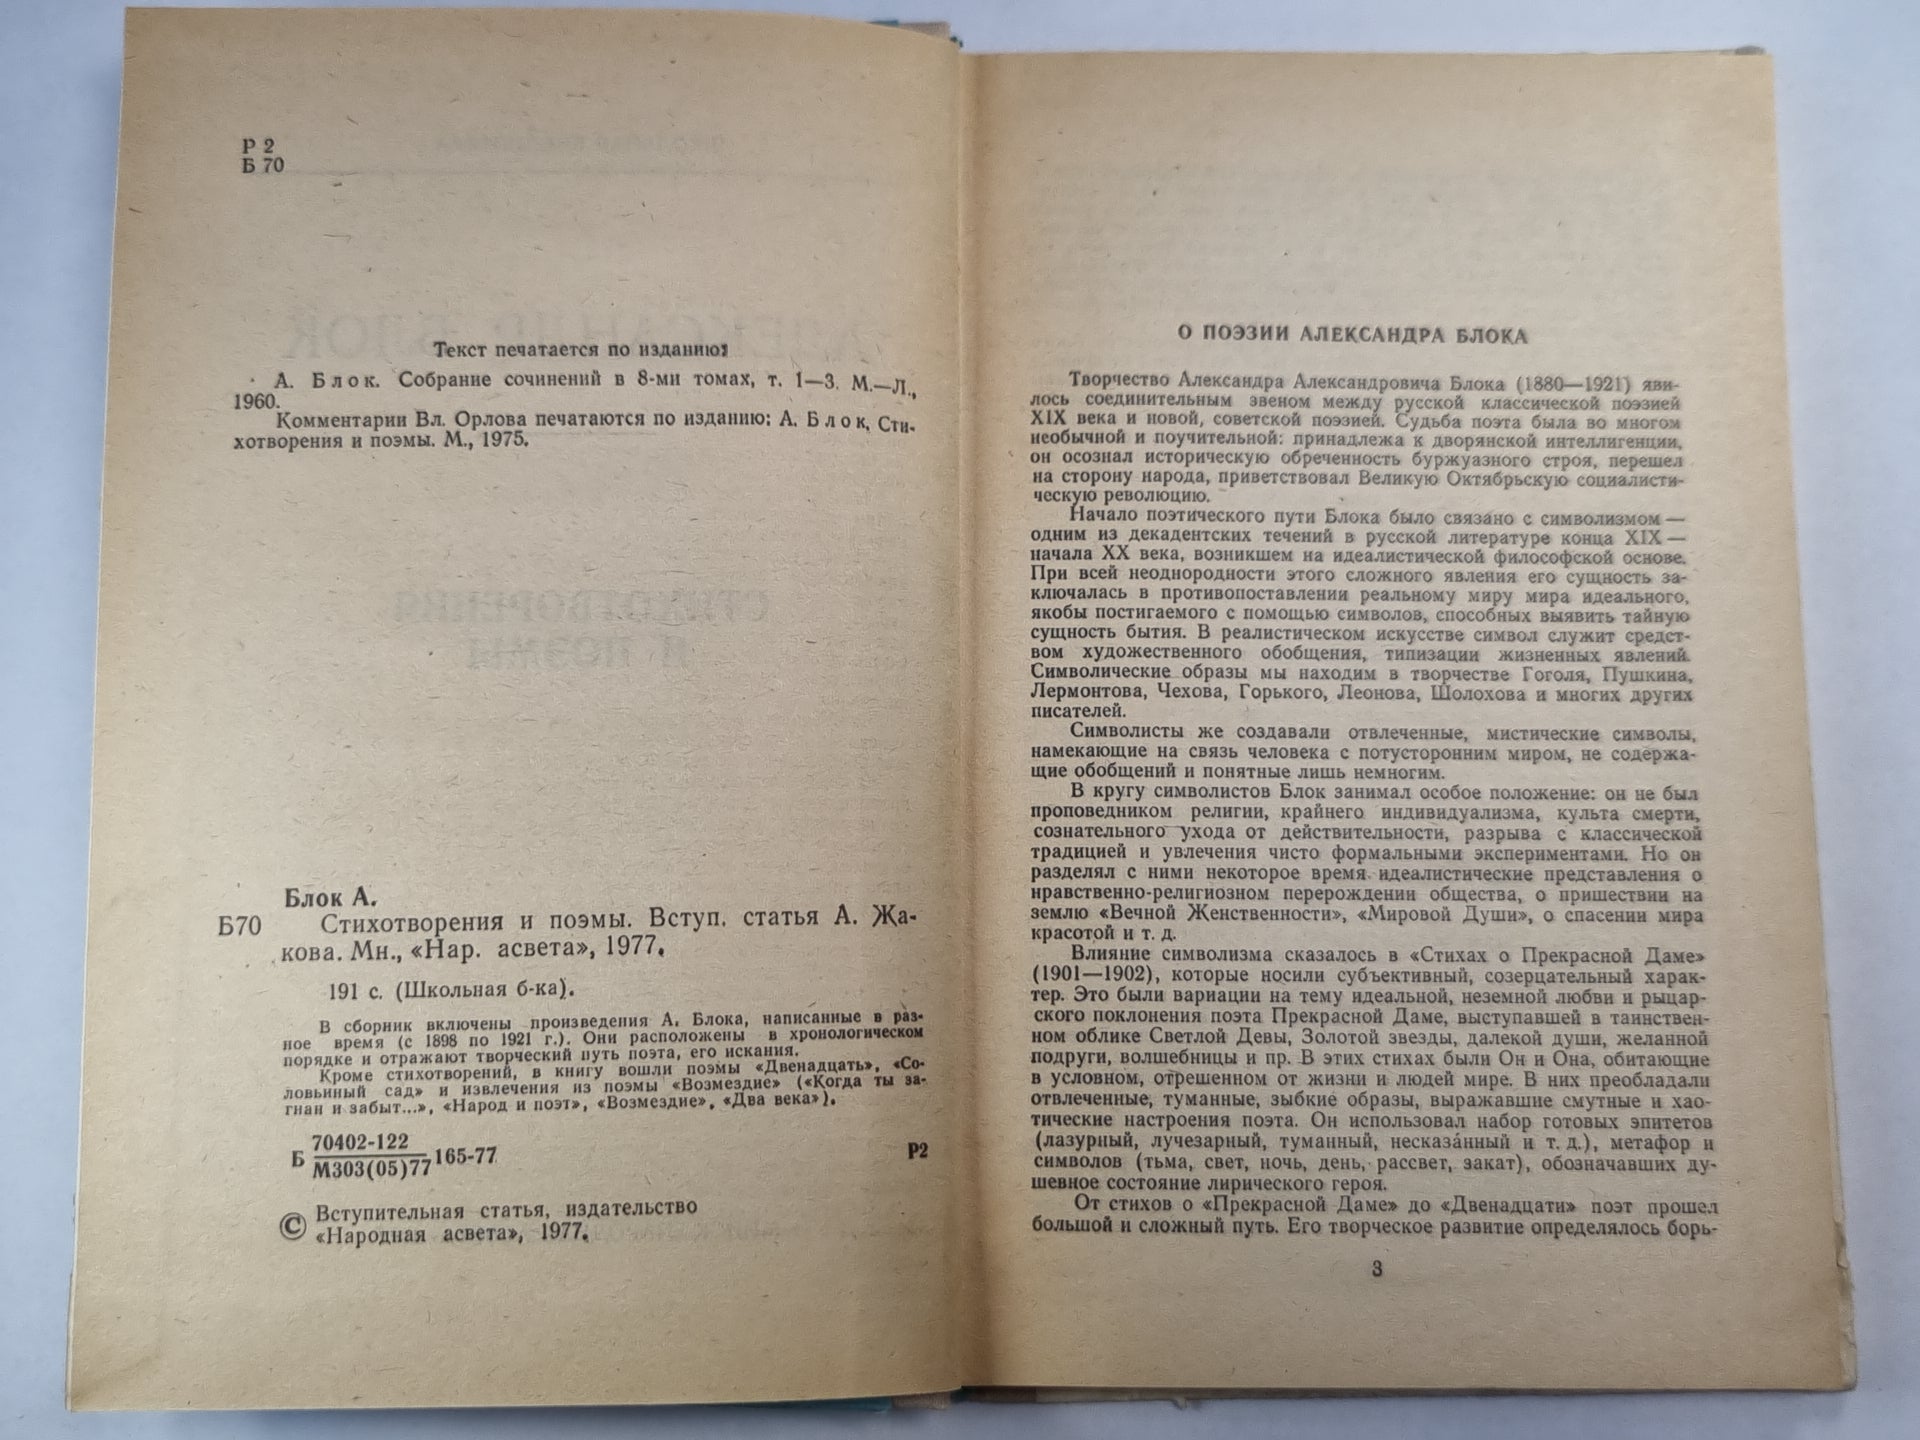 Р 2
Б 70
Текст печатается по изданию:
А. Блок. Собрание сочинений в 8-ми томах, т. 1—3. М.—Л.,
1960.
Комментарии Вл. Орлова печатаются по изданию: А. Блок, Сти-
хотворения и поэмы. М., 1975.
Блок А.
Б70 Стихотворения и поэмы. Вступ. статья А. Жа-
кова. Мн., «Нар. асвета», 1977.
191 с. (Школьная б-ка).
В сборник включены произведения А. Блока, написанные в раз-
ное время (с 1898 по 1921 г.). Они расположены в хронологическом
порядке и отражают творческий путь поэта, его искания.
Кроме стихотворений, в книгу вошли поэмы «Двенадцать», «Со-
ловьиный сад» и извлечения из поэмы «Возмездие» («Когда ты за-
гнан и забыт...», «Народ и поэт», «Возмездие», «Два века»).
Б 70402-122
М303(05)77 165-77 Р2
© Вступительная статья, издательство
«Народная асвета», 1977.
О ПОЭЗИИ АЛЕКСАНДРА БЛОКА
Творчество Александра Александровича Блока (1880—1921) яви-
лось соединительным звеном между русской классической поэзией
XIX века и новой, советской поэзией. Судьба поэта была во многом
необычной и поучительной: принадлежа к дворянской интеллигенции,
он осознал историческую обреченность буржуазного строя, перешел
на сторону народа, приветствовал Великую Октябрьскую социалисти-
ческую революцию.
Начало поэтического пути Блока было связано с символизмом —
одним из декадентских течений в русской литературе конца XIX —
начала XX века, возникшем на идеалистической философской основе.
При всей неоднородности этого сложного явления его сущность за-
ключалась в противопоставлении реальному миру мира идеального,
якобы постигаемого с помощью символов, способных выявить тайную
сущность бытия. В реалистическом искусстве символ служит средст-
вом художественного обобщения, типизации жизненных явлений.
Символические образы мы находим в творчестве Гоголя, Пушкина,
Лермонтова, Чехова, Горького, Леонова, Шолохова и многих других
писателей.
Символисты же создавали отвлеченные, мистические символы,
намекающие на связь человека с потусторонним миром, не содержа-
щие обобщений и понятные лишь немногим.
В кругу символистов Блок занимал особое положение: он не был
проповедником религии, крайнего индивидуализма, культа смерти,
сознательного ухода от действительности, разрыва с классической
традицией и увлечения чисто формальными экспериментами. Но он
разделял с ними некоторое время идеалистические представления о
нравственно-религиозном перерождении общества, о пришествии на
землю «Вечной Женственности», «Мировой Души», о спасении мира
красотой и т. д.
Влияние символизма сказалось в «Стихах о Прекрасной Даме»
(1901—1902), которые носили субъективный, созерцательный харак-
тер. Это были вариации на тему идеальной, неземной любви и рыцар-
ского поклонения поэта Прекрасной Даме, выступавшей в таинствен-
ном облике Светлой Девы, Золотой звезды, далекой души, желанной
подруги, волшебницы и пр. В этих стихах были Он и Она, обитающие
в условном, отрешенном от жизни и людей мире. В них преобладали
отвлеченные, туманные, зыбкие образы, выражавшие смутные и хао-
тические настроения поэта. Он использовал набор готовых эпитетов
(лазурный, лучезарный, туманный, несказáнный и т. д.), метафор и
символов (тьма, свет, ночь, день, рассвет, закат), обозначавших ду-
шевное состояние лирического героя.
От стихов о «Прекрасной Даме» до «Двенадцати» поэт прошел
большой и сложный путь. Его творческое развитие определялось борь-
3